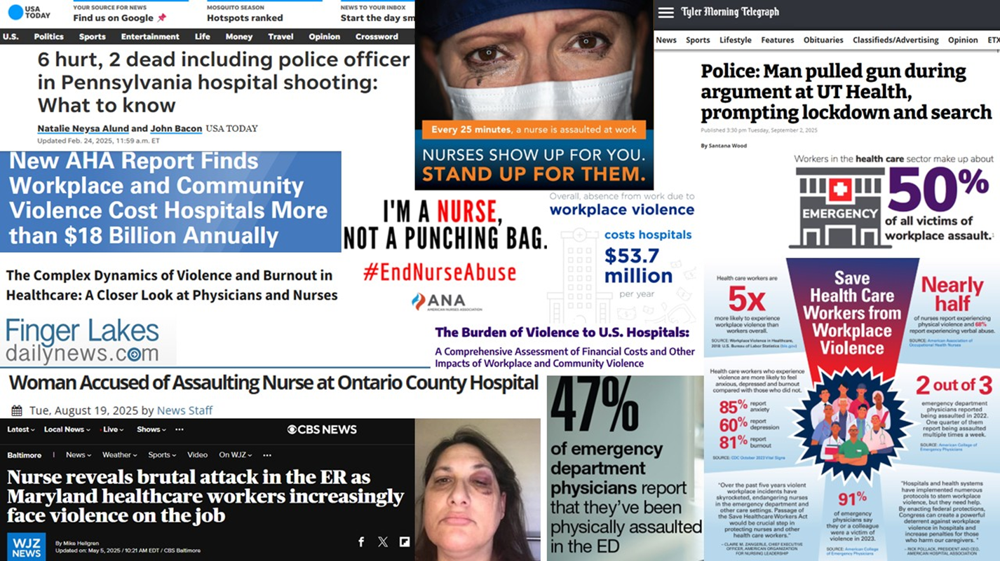 USA
TODAY
YOUR SOURCE FOR NEWS
Find us on Google
MOSQUITO SEASON
Hotspots ranked
NEWS TO YOUR INBOX
Start the day sm
U.S. Politics Sports Entertainment Life Money Travel Opinion Crossword
6 hurt, 2 dead including police officer
in Pennsylvania hospital shooting:
What to know
Natalie Neysa Alund and John Bacon USA TODAY
Updated Feb. 24, 2025, 11:59 a.m. ET
New AHA Report Finds
Workplace and Community
Violence Cost Hospitals More
than $18 Billion Annually
The Complex Dynamics of Violence and Burnout in
Healthcare: A Closer Look at Physicians and Nurses
Finger Lakes
dailynews.com
Woman Accused of Assaulting Nurse at Ontario County Hospital
Tue, August 19, 2025 by News Staff
Latest Local News Live Shows ••• CBS NEWS
Baltimore | News Weather Sports Video On WJZ •••
Nurse reveals brutal attack in the ER as
Maryland healthcare workers increasingly
face violence on the job
WJZ
NEWS
By Mike Hellgren
Updated on: May 5, 2025 / 10:21 AM EDT / CBS Baltimore
f X
Every 25 minutes, a nurse is assaulted at work
NURSES SHOW UP FOR YOU.
STAND UP FOR THEM.
I'M A NURSE,
NOT A PUNCHING BAG.
#EndNurseAbuse
ANA
AMERICAN NURSES ASSOCIATION
Overall, absence from work due to
workplace violence
costs hospitals
$53.7
million
per year
The Burden of Violence to U.S. Hospitals:
A Comprehensive Assessment of Financial Costs and Other
Impacts of Workplace and Community Violence
47%
of emergency
department
physicians report
that they've been
physically assaulted
in the ED
Tyler Morning Telegraph
News Sports Lifestyle Features Obituaries Classifieds/Advertising Opinion ETX
Police: Man pulled gun during
argument at UT Health,
prompting lockdown and search
Published 3:30 pm Tuesday, September 2, 2025
By Santana Wood
Workers in the health care sector make up about
EMERGENCY
50%
of all victims of
workplace assault.
Health care workers are
5x
more likely to experience
workplace violence than
workers overall.
SOURCE: Workplace Violence in Healthcare,
2018 U.S. Bureau of Labor Statistics (bls.gov)
Save
Health Care
Workers from
Workplace
Violence
Nearly
half
of nurses report experiencing
physical violence and 68%
report experiencing verbal abuse.
SOURCE: American Association of
Occupational Health Nurses
Health care workers who experience
violence are more likely to feel
anxious, depressed and burnout
compared with those who did not.
85% report
anxiety
60% report
depression
81% report
burnout
SOURCE: CDC October 2023 Vital Signs
2 out of 3
emergency department
physicians reported
being assaulted in 2022.
One quarter of them
report being assaulted
multiple times a week.
SOURCE: American College of
Emergency Physicians
"Over the past five years violent
workplace incidents have
skyrocketed, endangering nurses
in the emergency department and
other care settings. Passage of
the Save Healthcare Workers Act
would be crucial step in
protecting nurses and other
health care workers."
– CLAIRE M. ZANGERLE, CHIEF EXECUTIVE
OFFICER, AMERICAN ORGANIZATION
FOR NURSING LEADERSHIP
91%
of emergency
physicians say
they or a colleague
were a victim of
violence in 2023.
SOURCE: American College
of Emergency Physicians
"Hospitals and health systems
have implemented numerous
protocols to stem workplace
violence, but they need help.
By enacting federal protections,
Congress can create a powerful
deterrent against workplace
violence in hospitals and
increase penalties for those
who harm our caregivers."
– RICK POLLACK, PRESIDENT AND CEO,
AMERICAN HOSPITAL ASSOCIATION